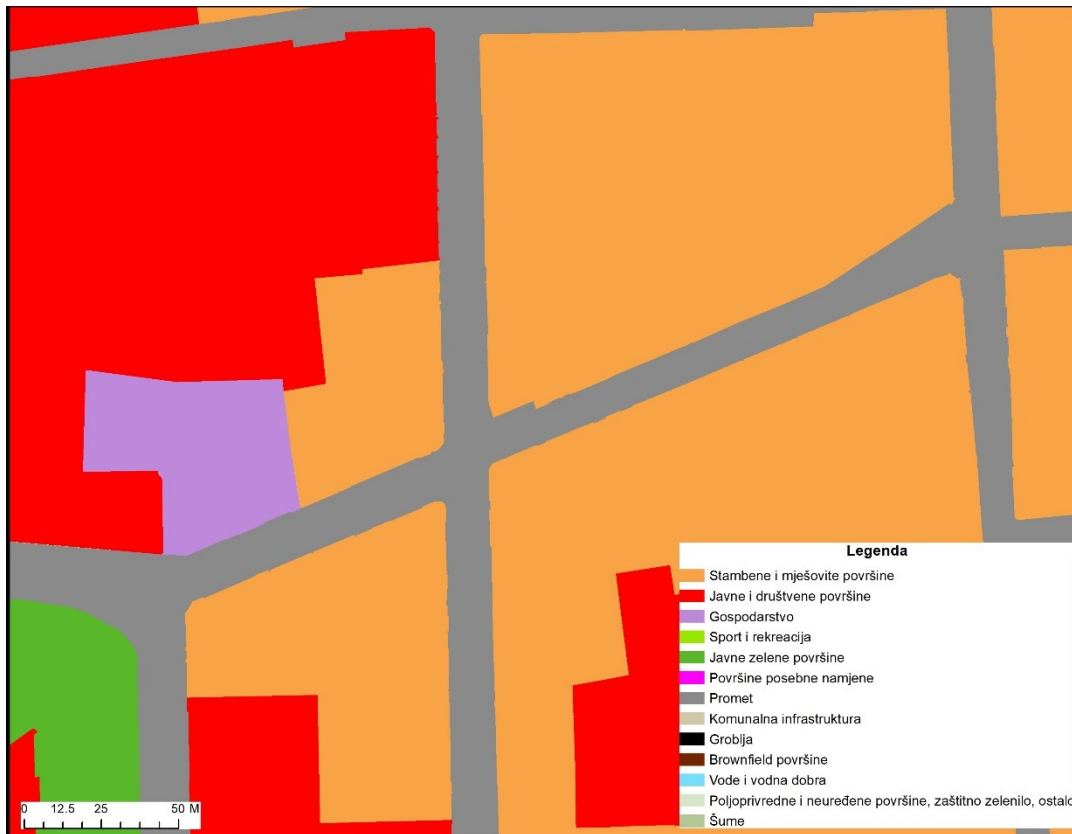 Legenda
Stambene i mješovite površine
Javne i društvene površine
Gospodarstvo
Sport i rekreacija
Javne zelene površine
Površine posebne namjene
Promet
Komunalna infrastruktura
Groblja
Brownfield površine
Vode i vodna dobra
Poljoprivredne i neuređene površine, zaštitno zelenilo, ostalo
Šume
0 12.5 25 50 M